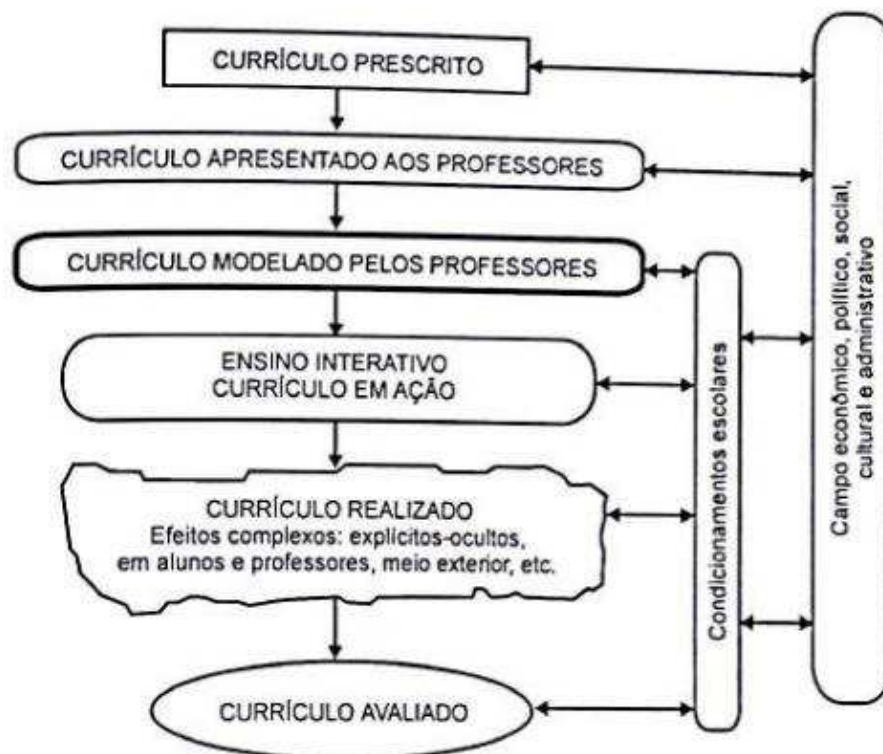 CURRÍCULO PRESCRITO
CURRÍCULO APRESENTADO AOS PROFESSORES
CURRÍCULO MODELADO PELOS PROFESSORES
ENSINO INTERATIVO
CURRÍCULO EM AÇÃO
CURRÍCULO REALIZADO
Efeitos complexos: explícitos-ocultos,
em alunos e professores, meio exterior, etc.
CURRÍCULO AVALIADO
Condicionamentos escolares
Campo econômico, político, social,
cultural e administrativo